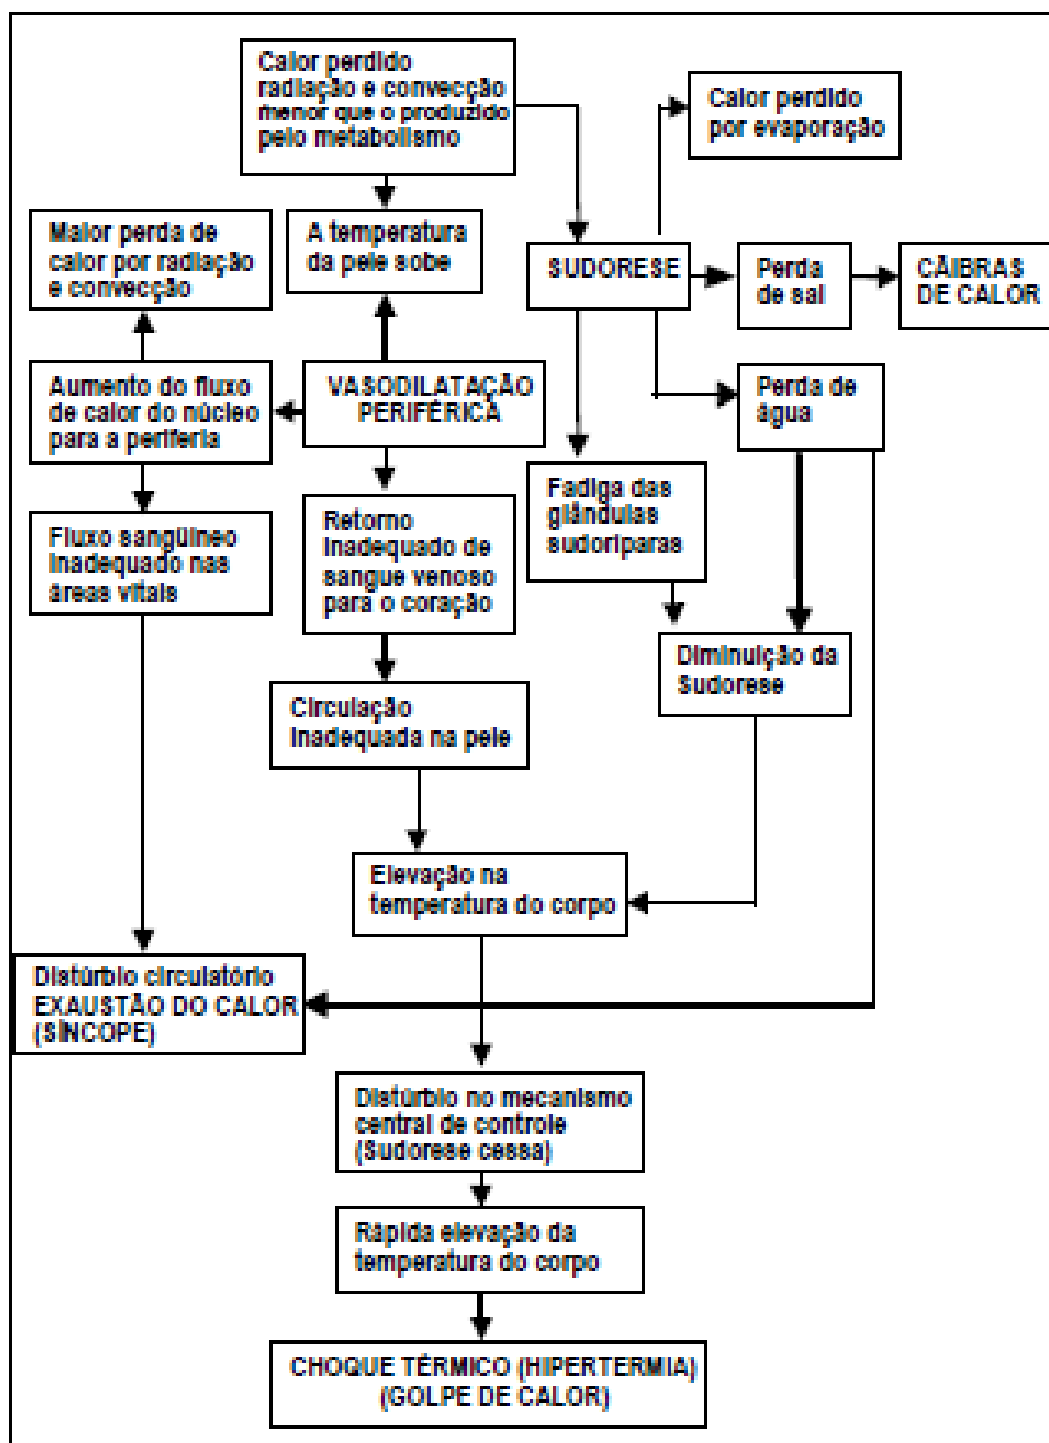 Calor perdido
radiação e convecção
menor que o produzido
pelo metabolismo
Calor perdido
por evaporação
Maior perda de
calor por radiação
e convecção
A temperatura
da pele sobe
SUDORESE
Perda
de sal
CÃIBRAS
DE CALOR
Aumento do fluxo
de calor do núcleo
para a periferia
VASODILATAÇÃO
PERIFÉRICA
Perda de
água
Fluxo sangüíneo
inadequado nas
áreas vitais
Retorno
inadequado de
sangue venoso
para o coração
Fadiga das
glândulas
sudoríparas
Diminuição da
Sudorese
Circulação
inadequada na pele
Elevação na
temperatura do corpo
Distúrbio circulatório
EXAUSTÃO DO CALOR
(SÍNCOPE)
Distúrbio no mecanismo
central de controle
(Sudorese cessa)
Rápida elevação da
temperatura do corpo
CHOQUE TÉRMICO (HIPERTERMIA)
(GOLPE DE CALOR)